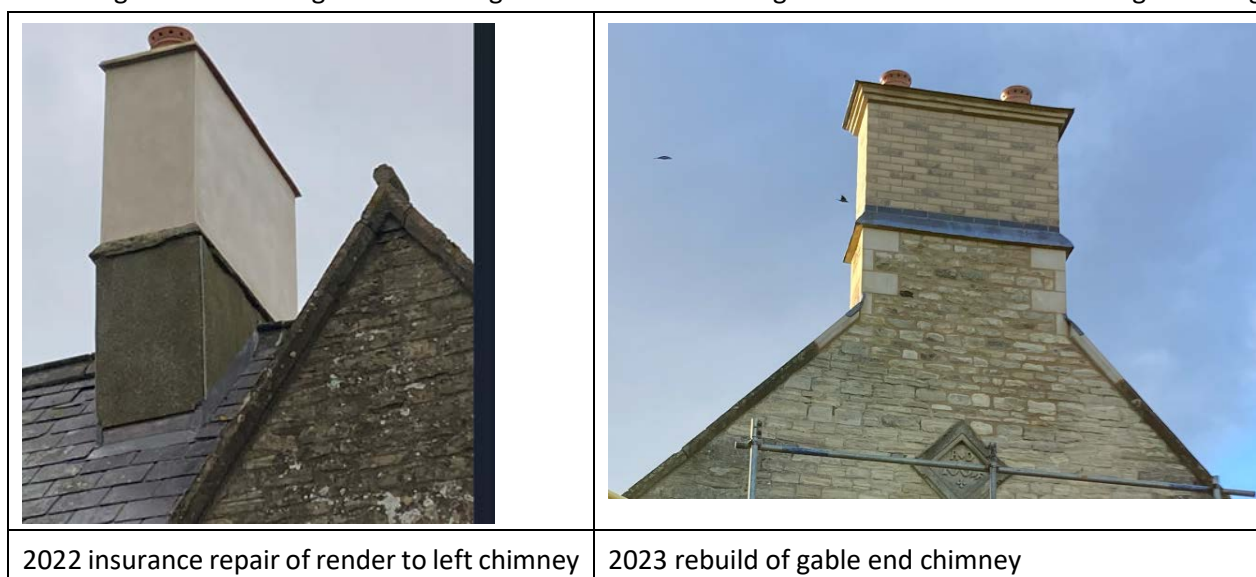 2022 insurance repair of render to left chimney
2023 rebuild of gable end chimney